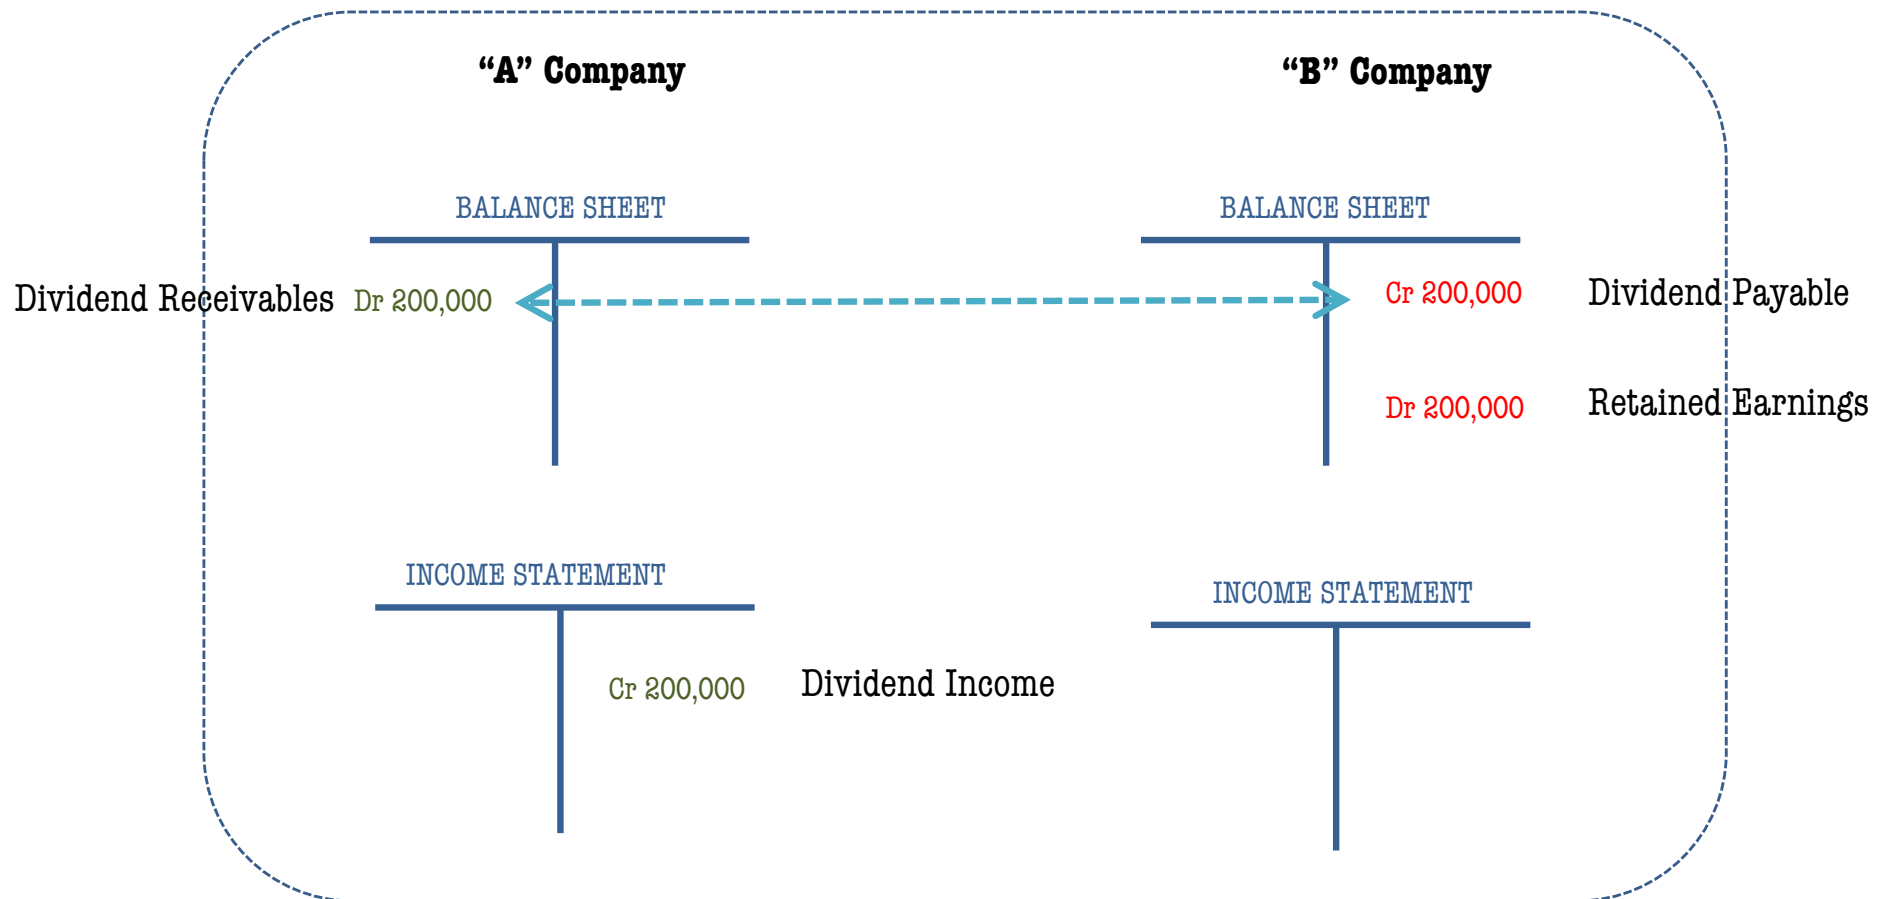 “A” Company
“B” Company
BALANCE SHEET
BALANCE SHEET
Dividend Receivables Dr 200,000
Cr 200,000 Dividend Payable
Dr 200,000 Retained Earnings
INCOME STATEMENT
INCOME STATEMENT
Cr 200,000 Dividend Income